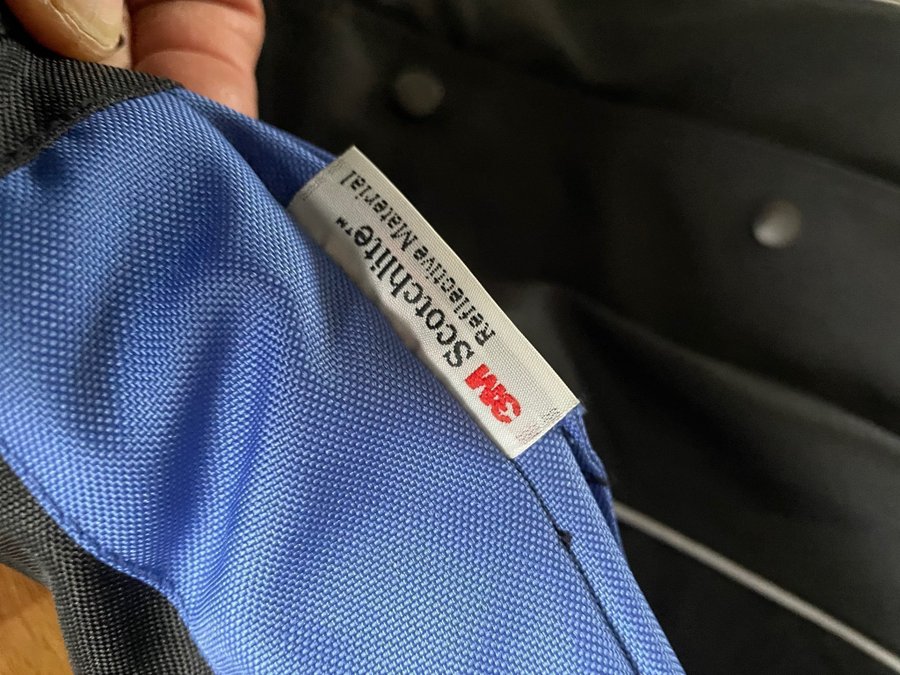 3M Scotchlite™
Reflective Material